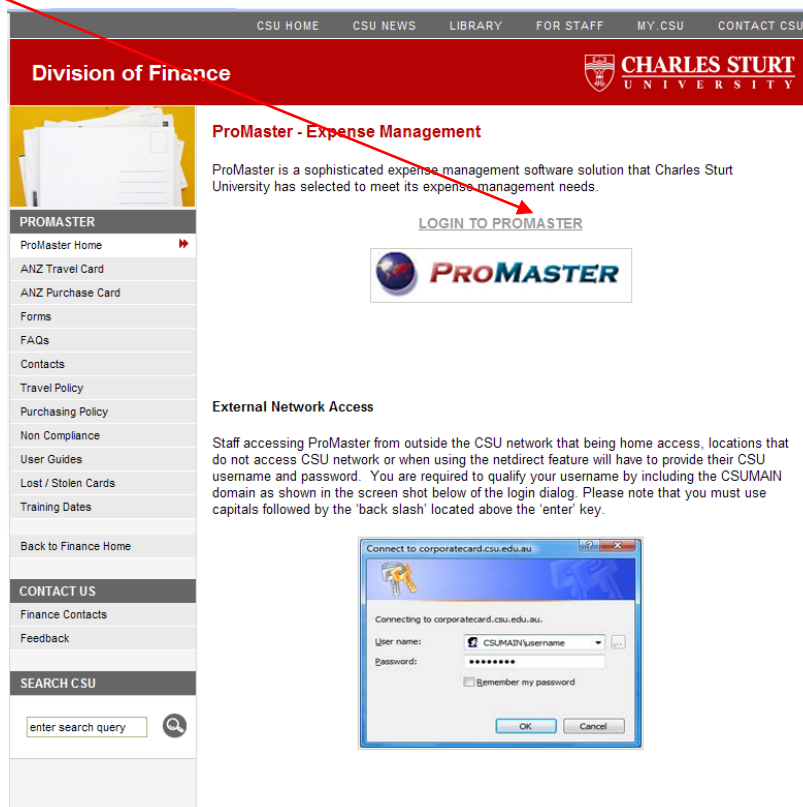 CSU HOME CSU NEWS LIBRARY FOR STAFF MY.CSU CONTACT CSU
Division of Finance
CHARLES STURT
UNIVERSITY
PROMASTER
ProMaster Home
ANZ Travel Card
ANZ Purchase Card
Forms
FAQs
Contacts
Travel Policy
Purchasing Policy
Non Compliance
User Guides
Lost / Stolen Cards
Training Dates
Back to Finance Home
CONTACT US
Finance Contacts
Feedback
SEARCH CSU
enter search query
ProMaster - Expense Management
ProMaster is a sophisticated expense management software solution that Charles Sturt
University has selected to meet its expense management needs.
LOGIN TO PROMASTER
PROMASTER
External Network Access
Staff accessing ProMaster from outside the CSU network that being home access, locations that
do not access CSU network or when using the netdirect feature will have to provide their CSU
username and password. You are required to qualify your username by including the CSUMAIN
domain as shown in the screen shot below of the login dialog. Please note that you must use
capitals followed by the 'back slash' located above the 'enter' key.
Connect to corporatecard.csu.edu.au
Connecting to corporatecard.csu.edu.au.
User name: CSUMAIN\username
Password: ••••••••
Remember my password
OK Cancel